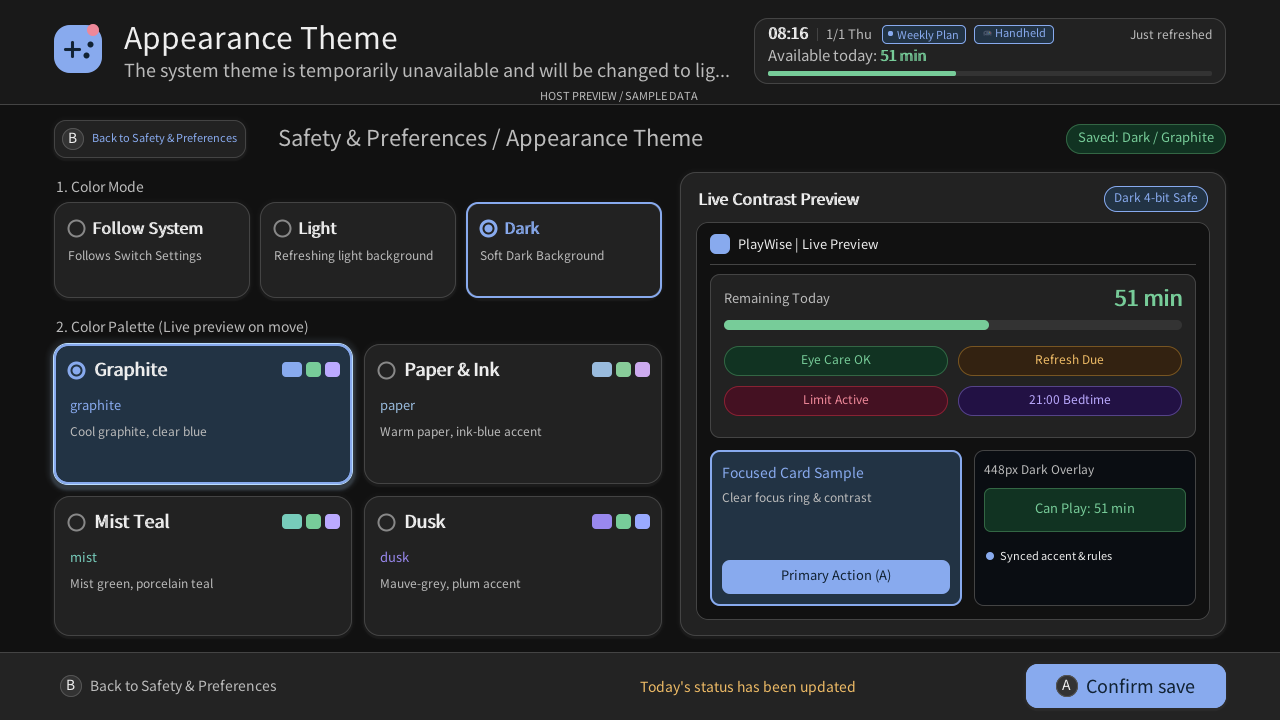 Appearance Theme
The system theme is temporarily unavailable and will be changed to lig...
08:16 | 1/1 Thu Weekly Plan Handheld Just refreshed
Available today: 51 min
HOST PREVIEW / SAMPLE DATA
B Back to Safety & Preferences
Safety & Preferences / Appearance Theme
Saved: Dark / Graphite
1. Color Mode
Follow System
Follows Switch Settings
Light
Refreshing light background
Dark
Soft Dark Background
2. Color Palette (Live preview on move)
Graphite
graphite
Cool graphite, clear blue
Paper & Ink
paper
Warm paper, ink-blue accent
Mist Teal
mist
Mist green, porcelain teal
Dusk
dusk
Mauve-grey, plum accent
Live Contrast Preview
Dark 4-bit Safe
PlayWise | Live Preview
Remaining Today
51 min
Eye Care OK
Refresh Due
Limit Active
21:00 Bedtime
Focused Card Sample
Clear focus ring & contrast
Primary Action (A)
448px Dark Overlay
Can Play: 51 min
Synced accent & rules
B Back to Safety & Preferences
Today's status has been updated
A Confirm save